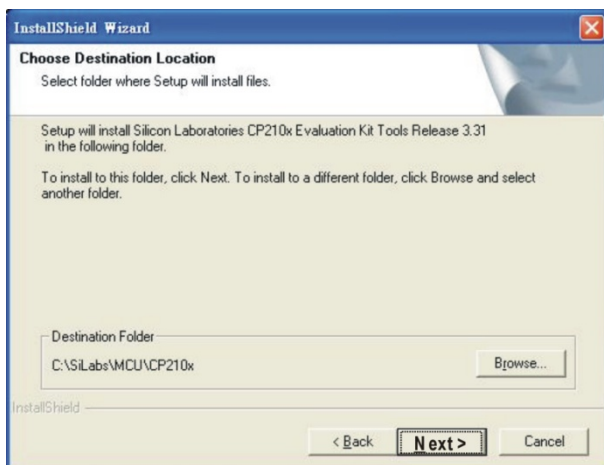 InstallShield Wizard
Choose Destination Location
Select folder where Setup will install files.
Setup will install Silicon Laboratories CP210x Evaluation Kit Tools Release 3.31
in the following folder.
To install to this folder, click Next. To install to a different folder, click Browse and select
another folder.
Destination Folder
C:\SiLabs\MCU\CP210x
Browse...
InstallShield
< Back
Next >
Cancel